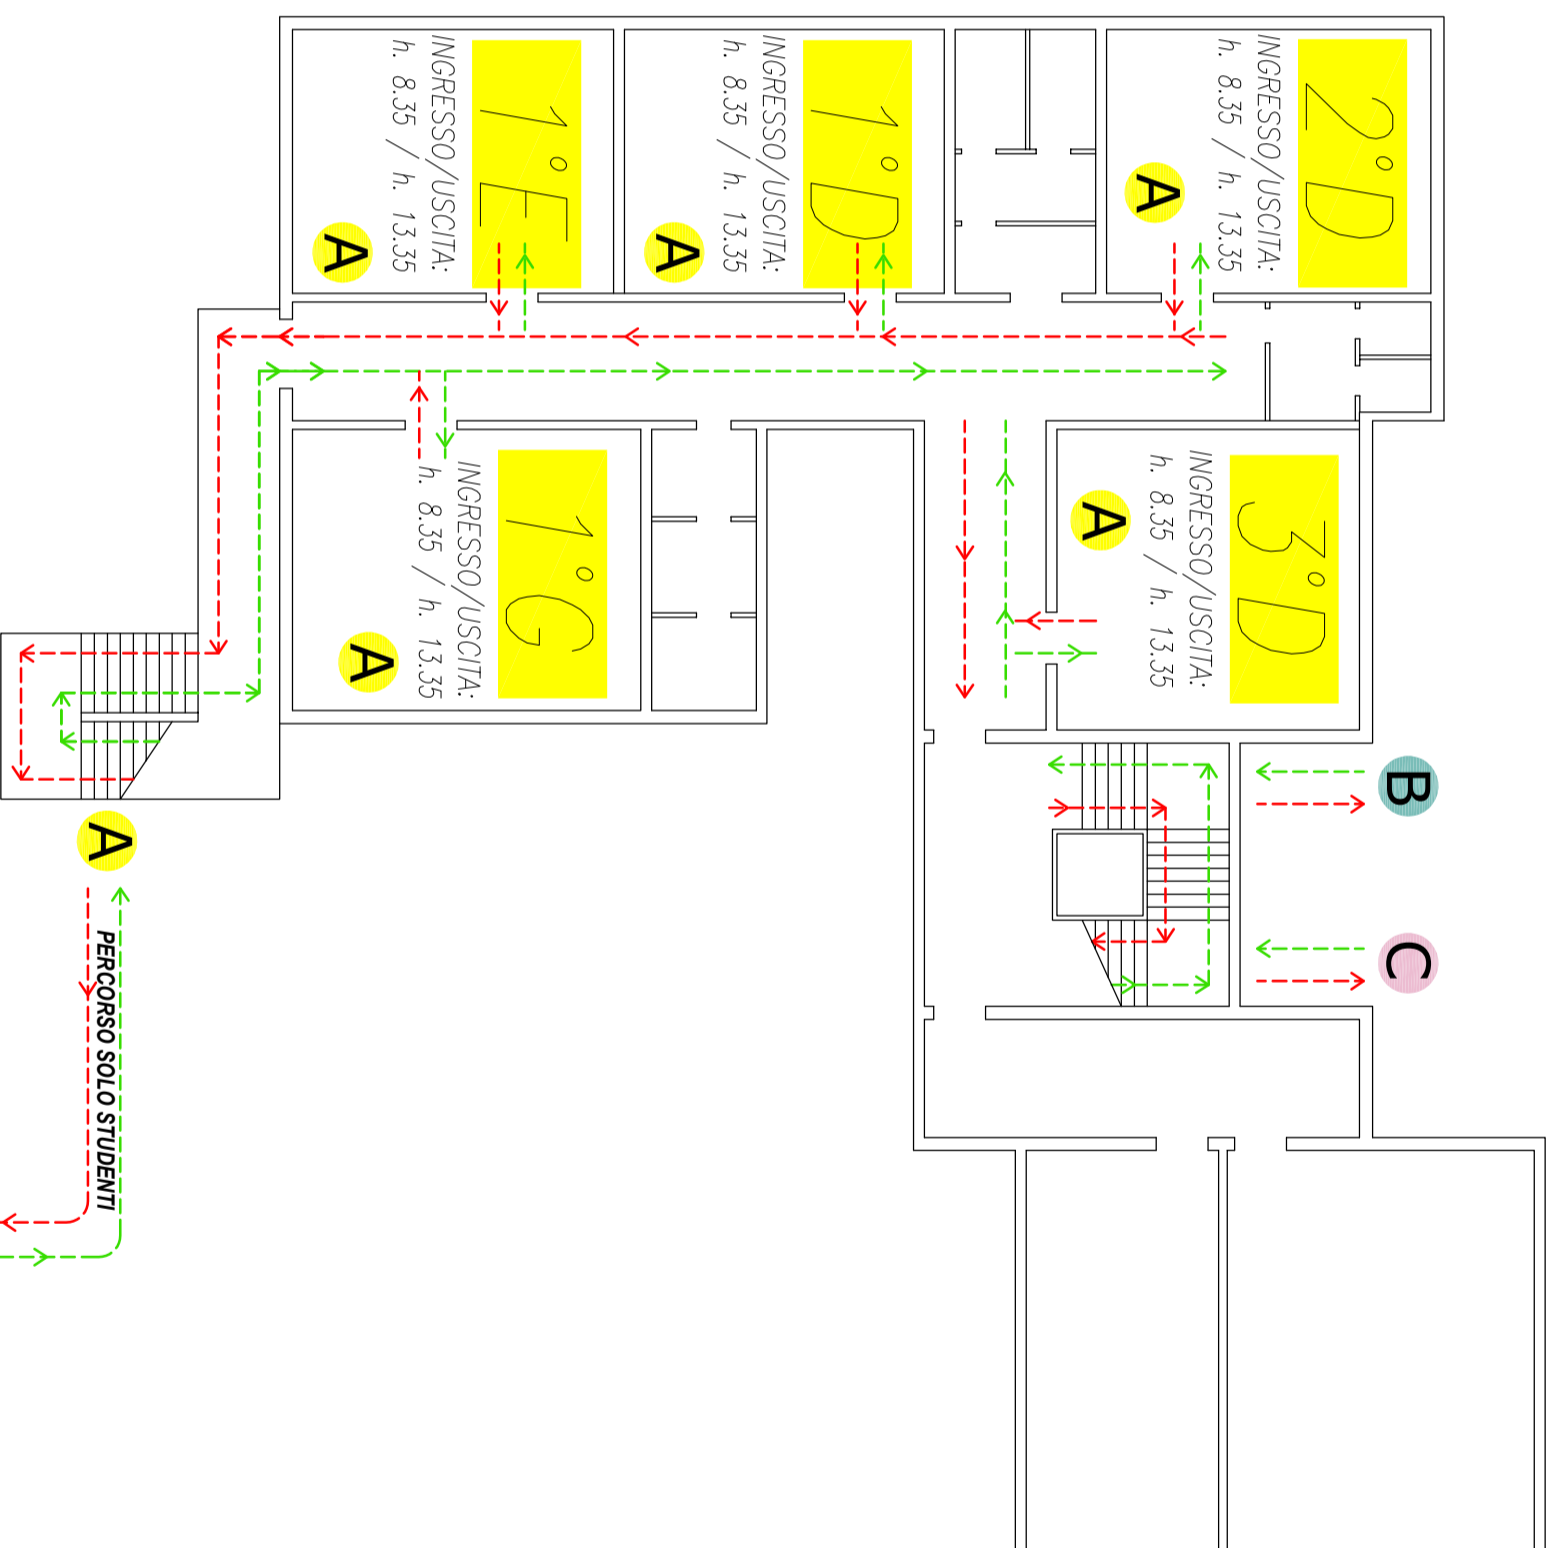 2°D
INGRESSO/USCITA:
h. 8.35 / h. 13.35
A
1°D
INGRESSO/USCITA:
h. 8.35 / h. 13.35
A
1°E
INGRESSO/USCITA:
h. 8.35 / h. 13.35
A
3°D
INGRESSO/USCITA:
h. 8.35 / h. 13.35
A
1°G
INGRESSO/USCITA:
h. 8.35 / h. 13.35
A
B
C
A
PERCORSO SOLO STUDENTI